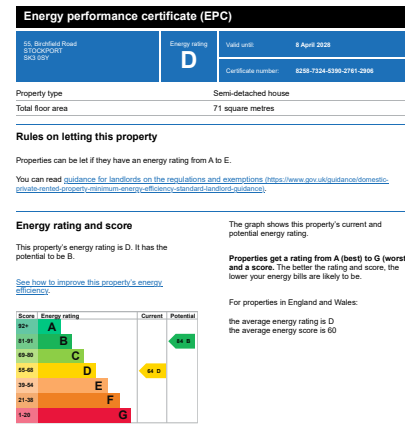 Energy performance certificate (EPC)
55, Birchfield Road
STOCKPORT
SK3 0SY
Energy rating
D
Valid until:
8 April 2028
Certificate number:
8258-7324-5390-2761-2906
Property type
Semi-detached house
Total floor area
71 square metres
Rules on letting this property
Properties can be let if they have an energy rating from A to E.
You can read guidance for landlords on the regulations and exemptions (https://www.gov.uk/guidance/domestic-
private-rented-property-minimum-energy-efficiency-standard-landlord-guidance).
Energy rating and score
This property's energy rating is D. It has the
potential to be B.
See how to improve this property's energy
efficiency.
Score Energy rating Current Potential
92+ A
81-91 B 84 B
69-80 C
55-68 D 64 D
39-54 E
21-38 F
1-20 G
The graph shows this property's current and
potential energy rating.
Properties get a rating from A (best) to G (worst
and a score. The better the rating and score, the
lower your energy bills are likely to be.
For properties in England and Wales:
the average energy rating is D
the average energy score is 60